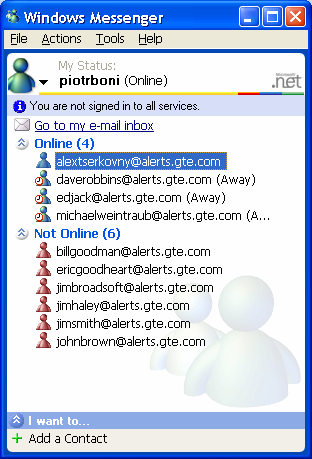 Windows Messenger
File Actions Tools Help
My Status:
piotrboni (Online)
Microsoft
.net
You are not signed in to all services.
Go to my e-mail inbox
Online (4)
alextserkovny@alerts.gte.com
daverobbins@alerts.gte.com (Away)
edjack@alerts.gte.com (Away)
michaelweintraub@alerts.gte.com (A...
Not Online (6)
billgoodman@alerts.gte.com
ericgoodheart@alerts.gte.com
jimbroadsoft@alerts.gte.com
jimhaley@alerts.gte.com
jimsmith@alerts.gte.com
johnbrown@alerts.gte.com
I want to...
Add a Contact